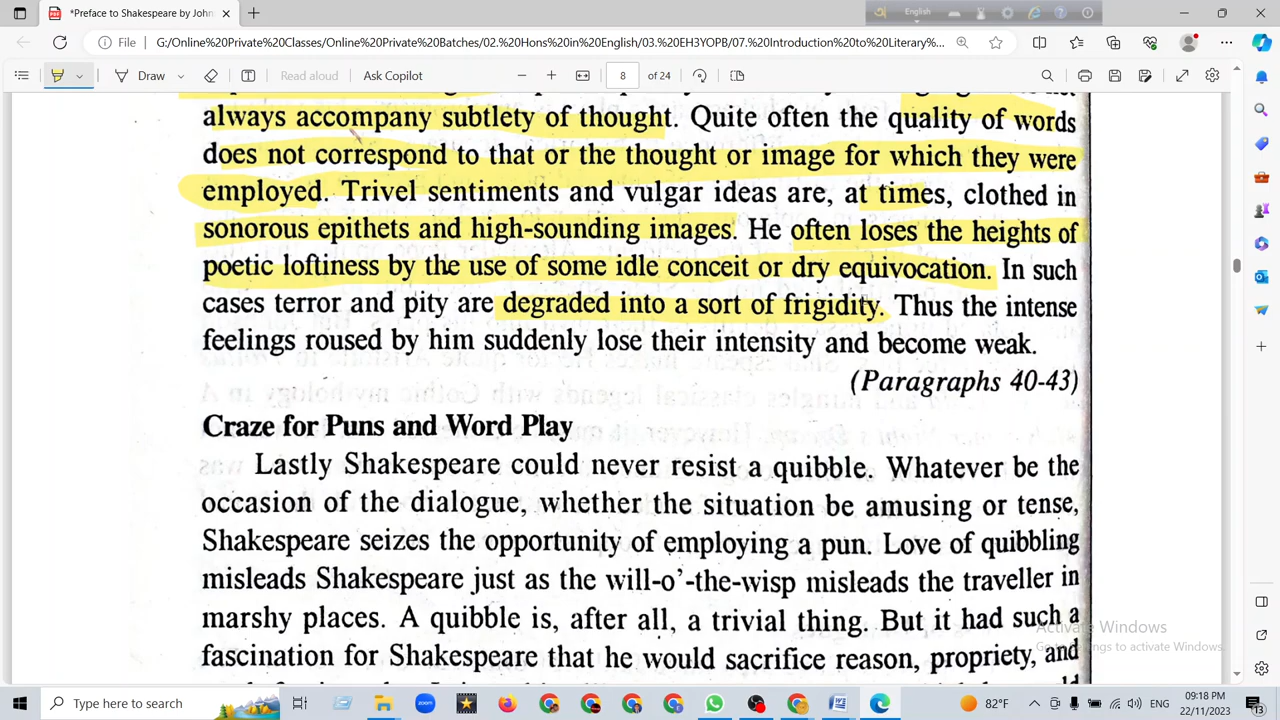 *Preface to Shakespeare by John
English
File
G:/Online%20Private%20Classes/Online%20Private%20Batches/02.%20Hons%20in%20English/03.%20EH3YOPB/07.%20Introduction%20to%20Literary%...
Draw
Read aloud
Ask Copilot
8 of 24
always accompany subtlety of thought. Quite often the quality of words
does not correspond to that or the thought or image for which they were
employed. Trivel sentiments and vulgar ideas are, at times, clothed in
sonorous epithets and high-sounding images. He often loses the heights of
poetic loftiness by the use of some idle conceit or dry equivocation. In such
cases terror and pity are degraded into a sort of frigidity. Thus the intense
feelings roused by him suddenly lose their intensity and become weak.
(Paragraphs 40-43)
Craze for Puns and Word Play
Lastly Shakespeare could never resist a quibble. Whatever be the
occasion of the dialogue, whether the situation be amusing or tense,
Shakespeare seizes the opportunity of employing a pun. Love of quibbling
misleads Shakespeare just as the will-o'-the-wisp misleads the traveller in
marshy places. A quibble is, after all, a trivial thing. But it had such a
fascination for Shakespeare that he would sacrifice reason, propriety, and
Activate Windows
Go to Settings to activate Windows.
Type here to search
zoom
82°F
ENG
09:18 PM
22/11/2023
13